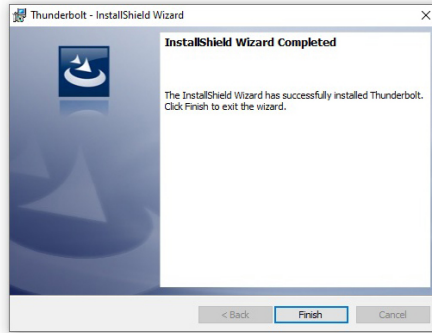 Thunderbolt - InstallShield Wizard
InstallShield Wizard Completed
The InstallShield Wizard has successfully installed Thunderbolt.
Click Finish to exit the wizard.
< Back
Finish
Cancel